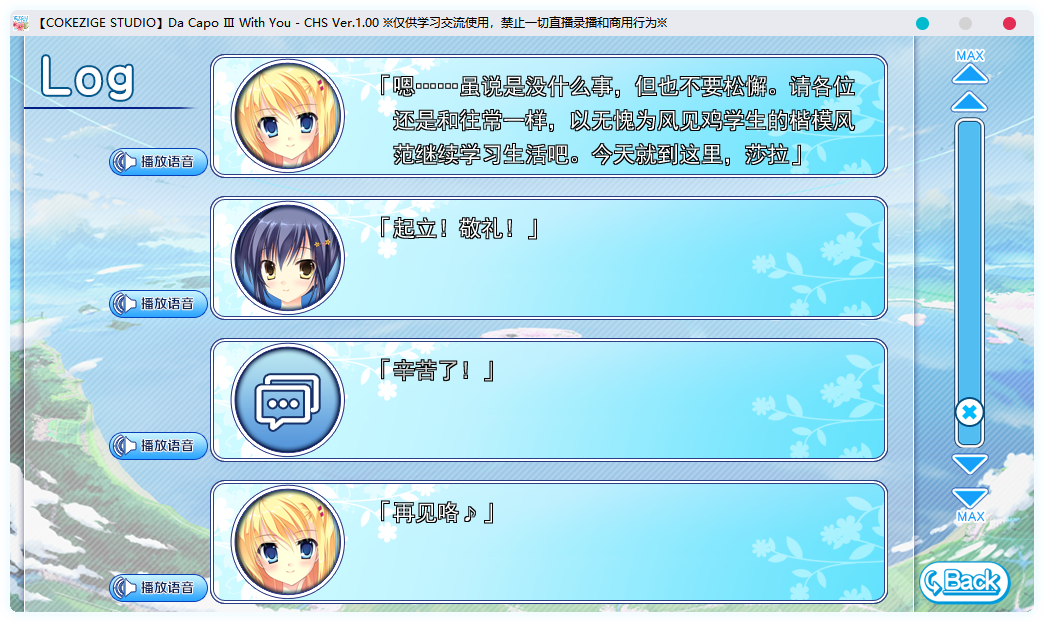 【COKEZIGE STUDIO】Da Capo Ⅲ With You - CHS Ver.1.00 ※仅供学习交流使用，禁止一切直播录播和商用行为※
Log
「嗯……虽说是没什么事，但也不要松懈。请各位
还是和往常一样，以无愧为风见鸡学生的楷模风
范继续学习生活吧。今天就到这里，莎拉」
播放语音
「起立！敬礼！」
播放语音
「辛苦了！」
播放语音
「再见咯♪」
播放语音
MAX
MAX
Back